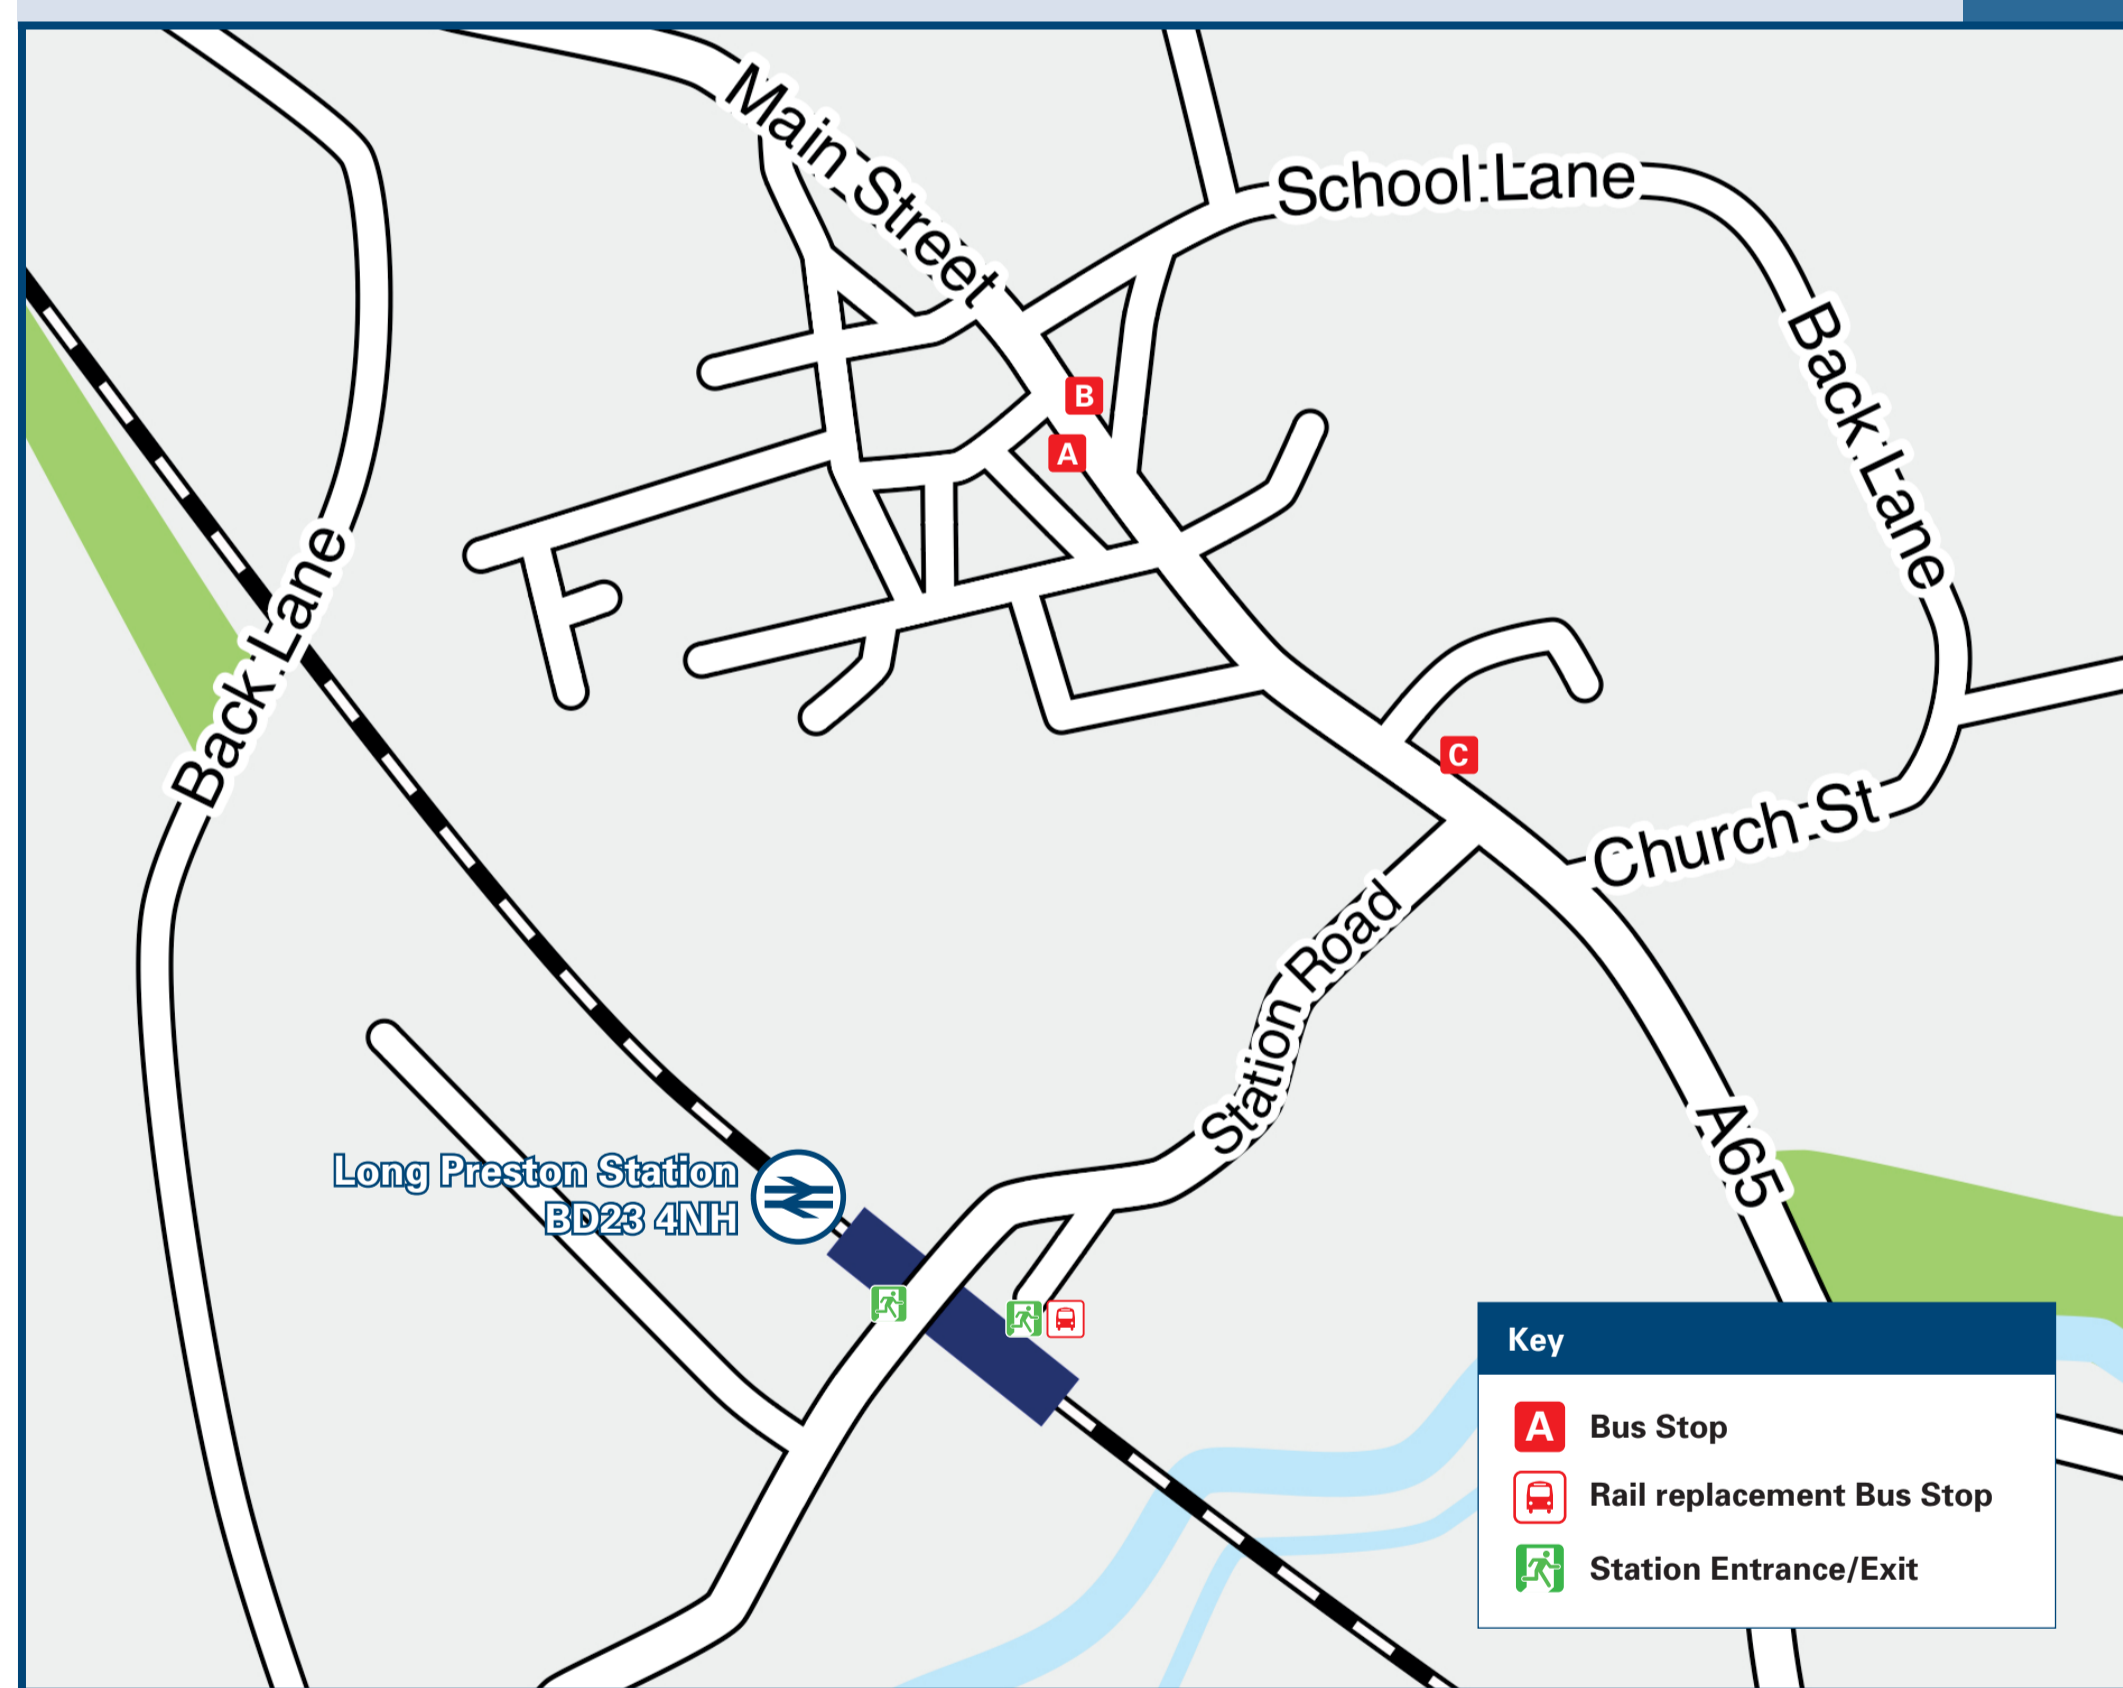 Main Street
School Lane
B
A
Back Lane
Back Lane
C
Church St
Station Road
A65
Long Preston Station
BD23 4NH
Key
A Bus Stop
Rail replacement Bus Stop
Station Entrance/Exit